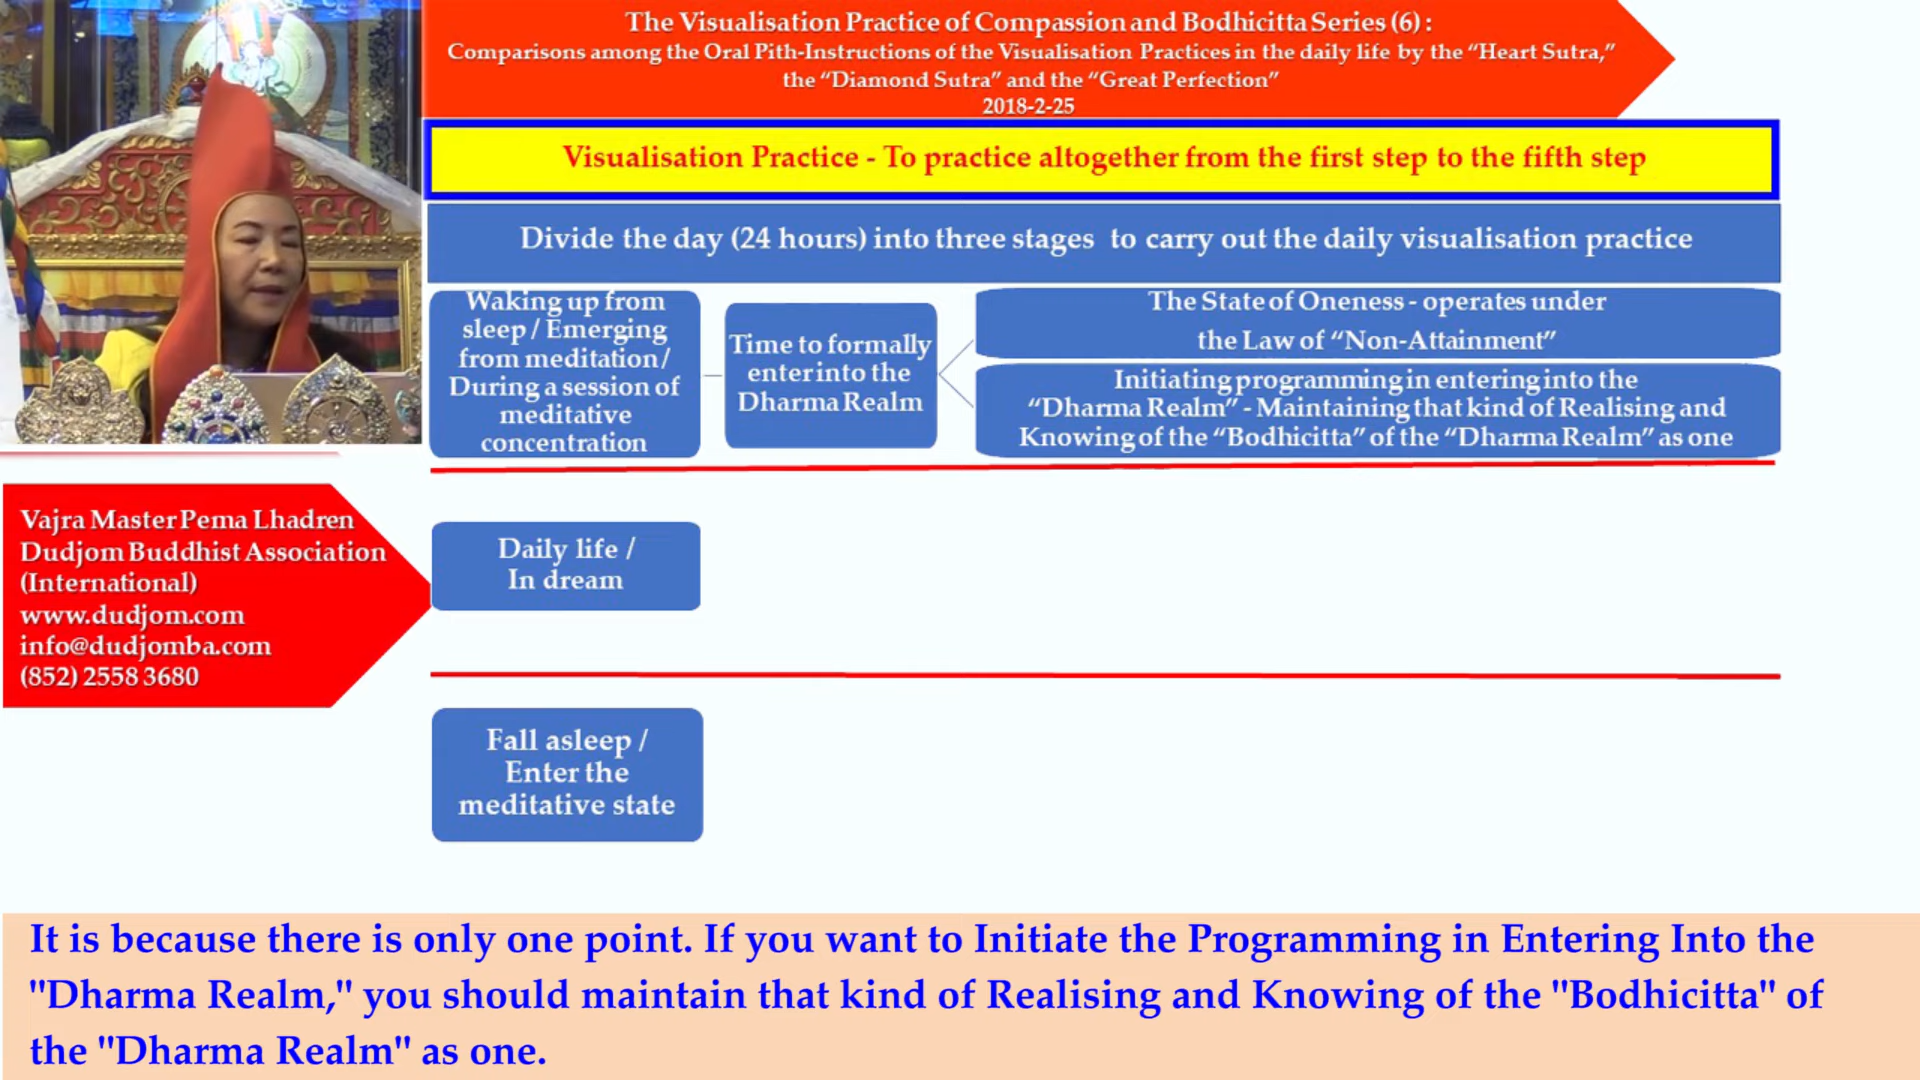 The Visualisation Practice of Compassion and Bodhicitta Series (6) :
Comparisons among the Oral Pith-Instructions of the Visualisation Practices in the daily life by the “Heart Sutra,”
the “Diamond Sutra” and the “Great Perfection”
2018-2-25
Visualisation Practice - To practice altogether from the first step to the fifth step
Divide the day (24 hours) into three stages to carry out the daily visualisation practice
Waking up from
sleep / Emerging
from meditation/
During a session of
meditative
concentration
Time to formally
enter into the
Dharma Realm
The State of Oneness - operates under
the Law of “Non-Attainment”
Initiating programming in entering into the
“Dharma Realm” - Maintaining that kind of Realising and
Knowing of the “Bodhicitta” of the “Dharma Realm” as one
Vajra Master Pema Lhadren
Dudjom Buddhist Association
(International)
www.dudjom.com
info@dudjomba.com
(852) 2558 3680
Daily life /
In dream
Fall asleep /
Enter the
meditative state
It is because there is only one point. If you want to Initiate the Programming in Entering Into the
"Dharma Realm," you should maintain that kind of Realising and Knowing of the "Bodhicitta" of
the "Dharma Realm" as one.